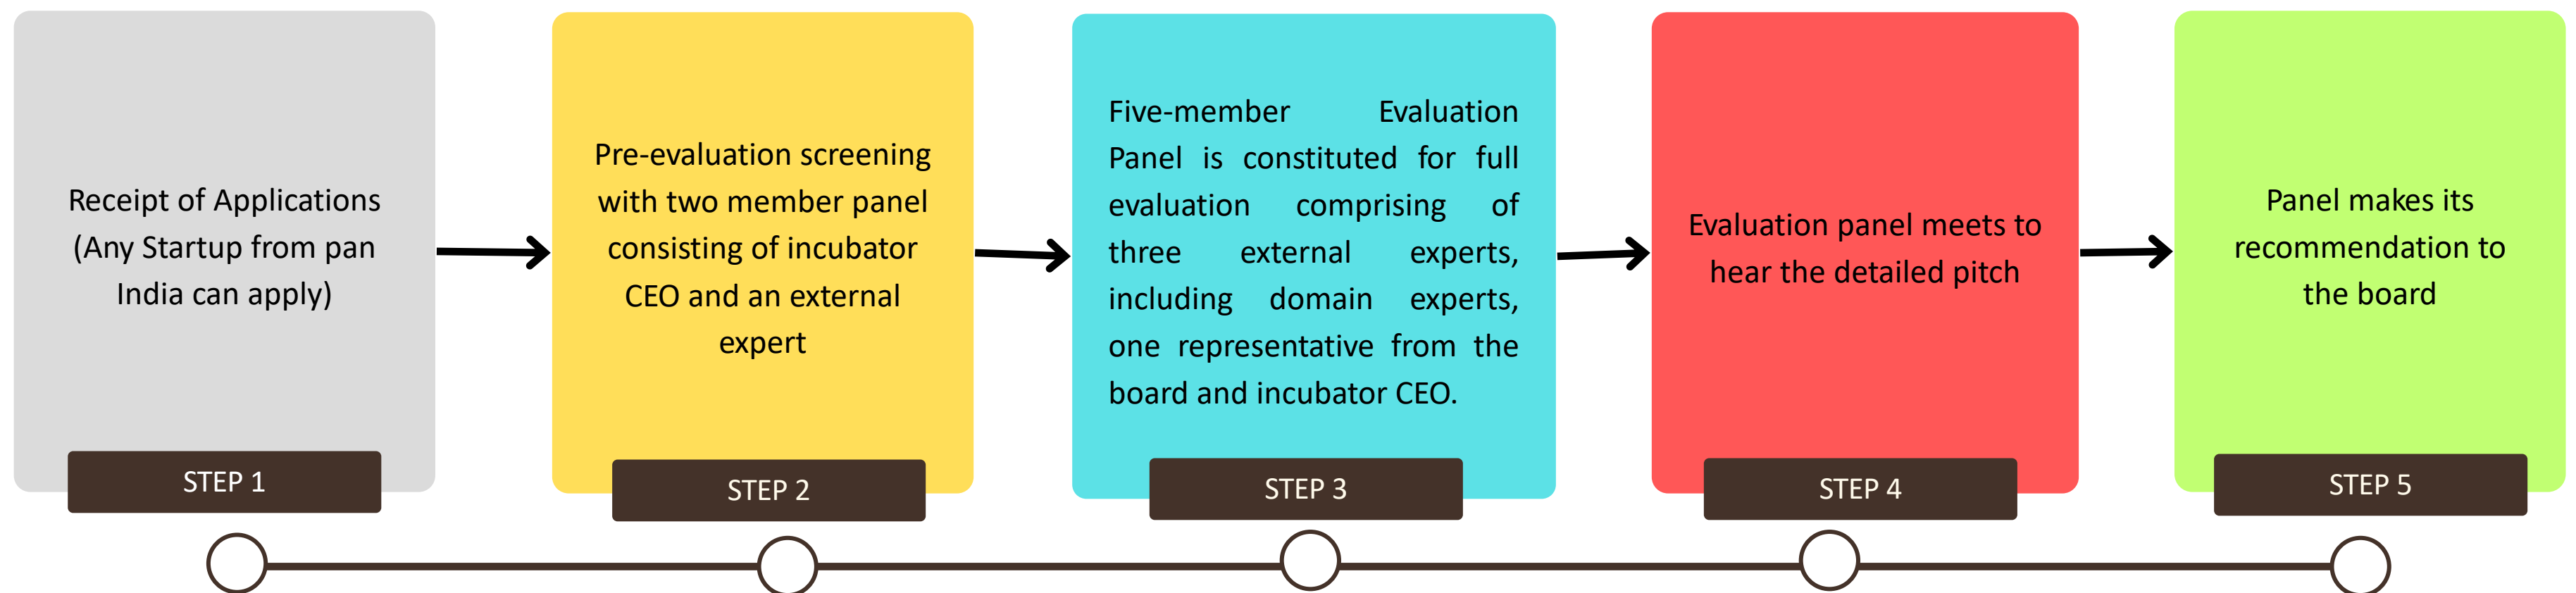 Receipt of Applications
(Any Startup from pan
India can apply)
STEP 1
Pre-evaluation screening
with two member panel
consisting of incubator
CEO and an external
expert
STEP 2
Five-member Evaluation
Panel is constituted for full
evaluation comprising of
three external experts,
including domain experts,
one representative from the
board and incubator CEO.
STEP 3
Evaluation panel meets to
hear the detailed pitch
STEP 4
Panel makes its
recommendation to
the board
STEP 5